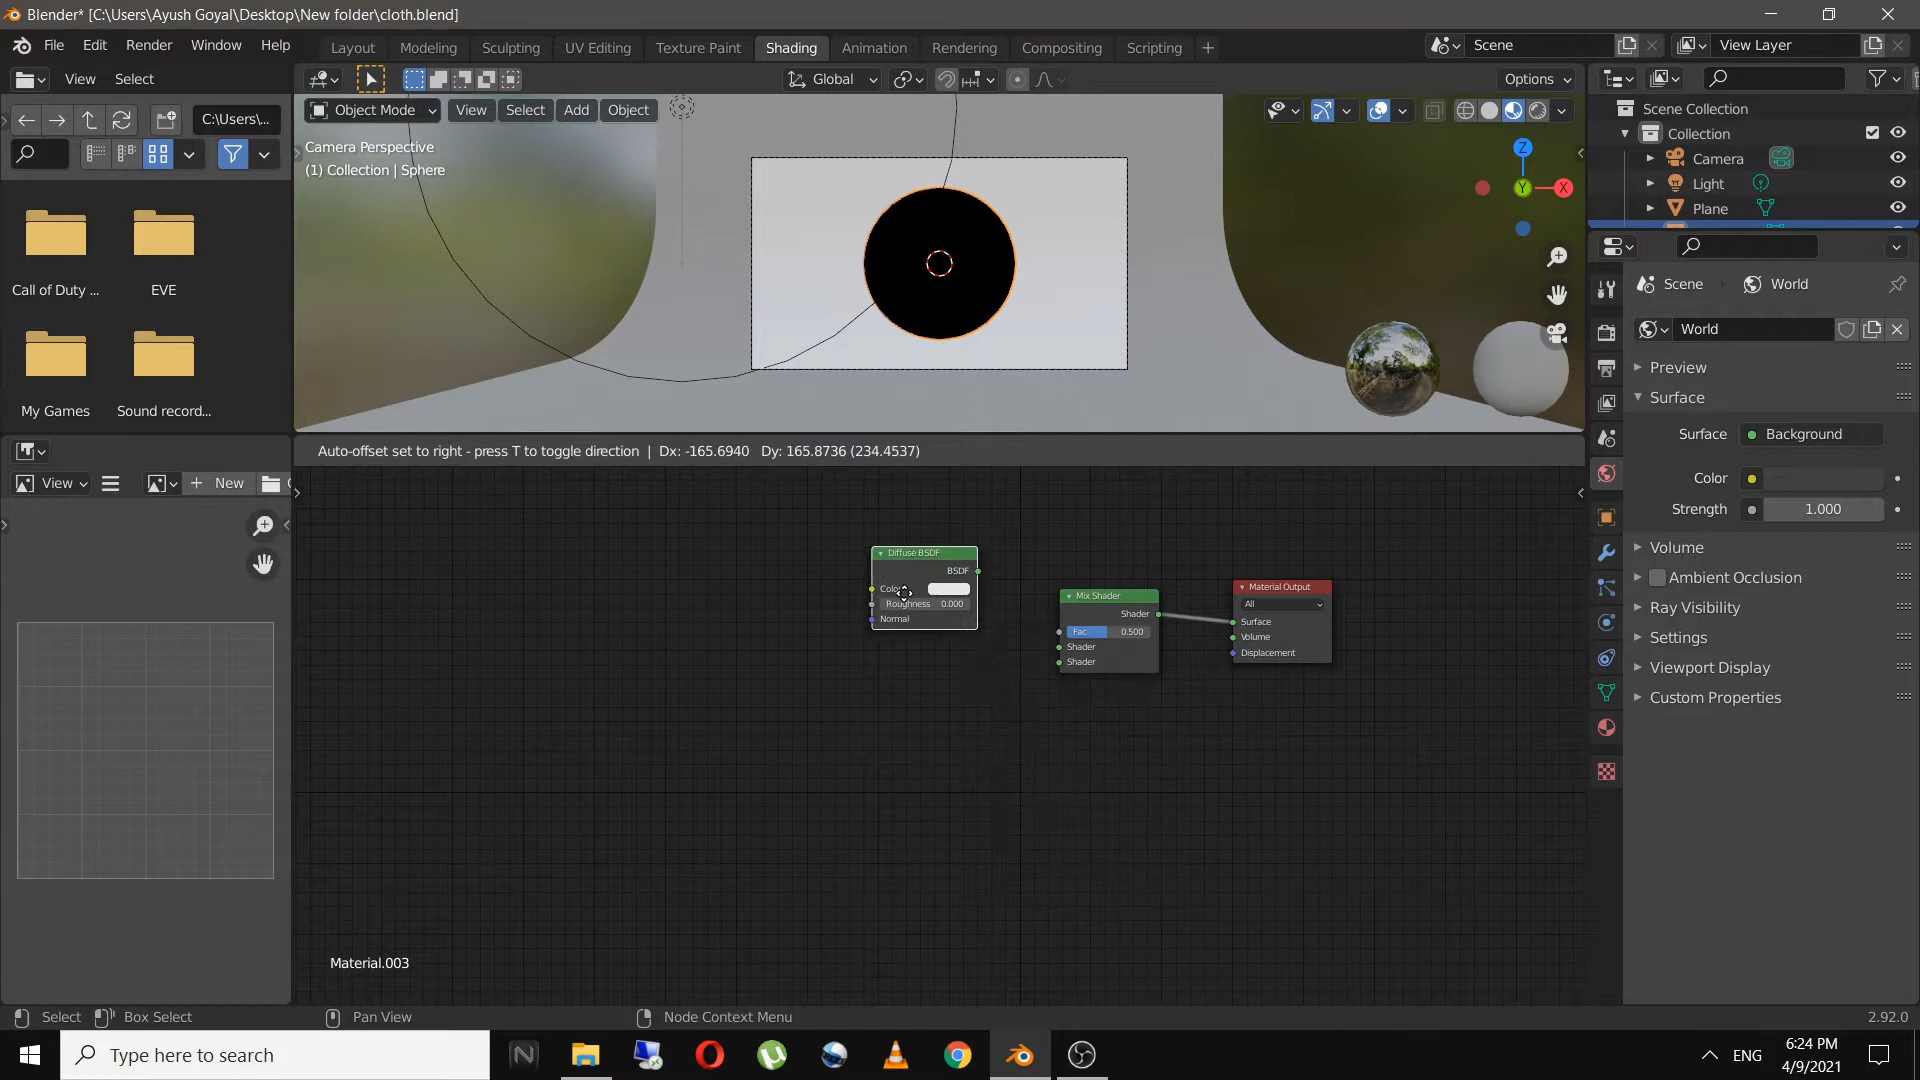 Blender* [C:\Users\Ayush Goyal\Desktop\New folder\cloth.blend]
File Edit Render Window Help
Layout Modeling Sculpting UV Editing Texture Paint Shading Animation Rendering Compositing Scripting +
Scene
View Layer
View Select
Global
Options
C:\Users\...
Object Mode View Select Add Object
Camera Perspective
(1) Collection | Sphere
Z
Y
X
Scene Collection
Collection
Camera
Light
Plane
Call of Duty ...
EVE
My Games
Sound record...
Scene
World
World
Preview
Surface
Surface
Background
Color
Strength
1.000
Volume
Ambient Occlusion
Ray Visibility
Settings
Viewport Display
Custom Properties
Auto-offset set to right - press T to toggle direction | Dx: -165.6940 Dy: 165.8736 (234.4537)
View
+ New
Diffuse BSDF
BSDF
Roughness 0.000
Normal
Mix Shader
Shader
Fac 0.500
Shader
Shader
Material Output
All
Surface
Volume
Displacement
Material.003
Select
Box Select
Pan View
Node Context Menu
2.92.0
Type here to search
ENG
6:24 PM
4/9/2021